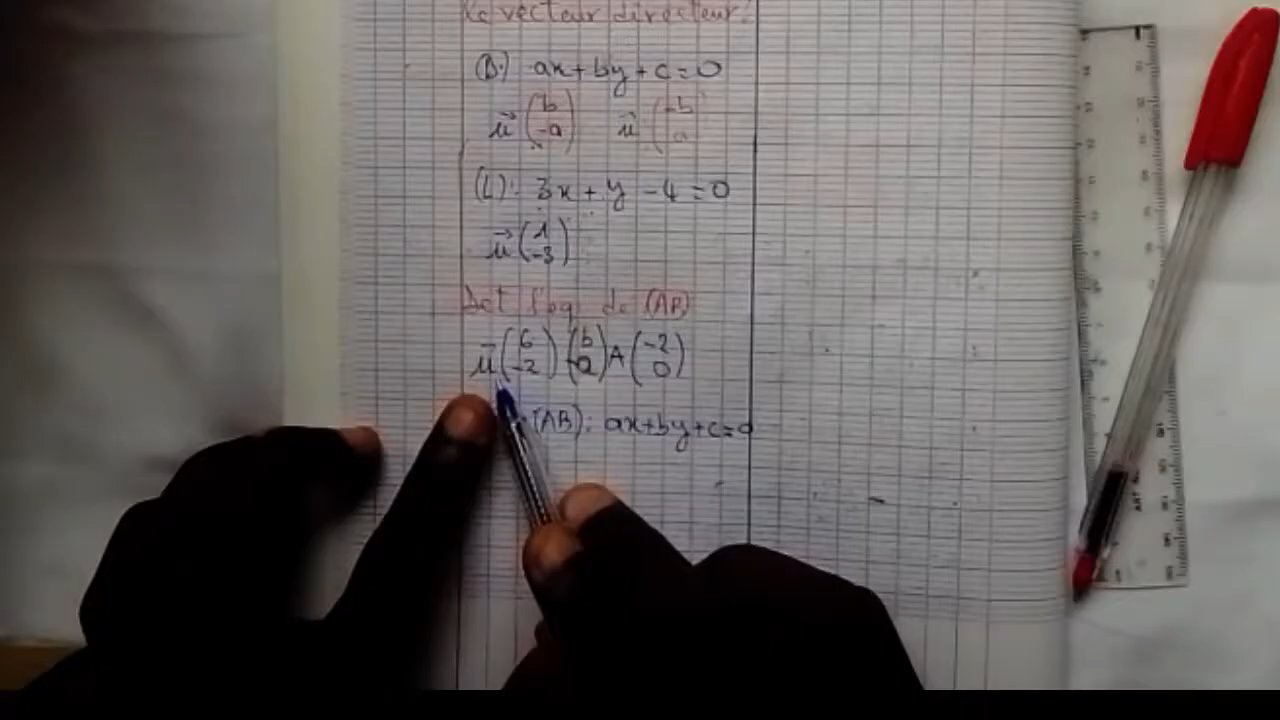 Le vecteur directeur:
(D:) ax + by + c = 0
u⃗ (b -a) u⃗ (-b a)
(L): 3x + y - 4 = 0
u⃗ (1 -3)
Det l'eq de (AB)
u⃗ (6 -2) (b -a) A (-2 0)
(AB): ax+by+c=0